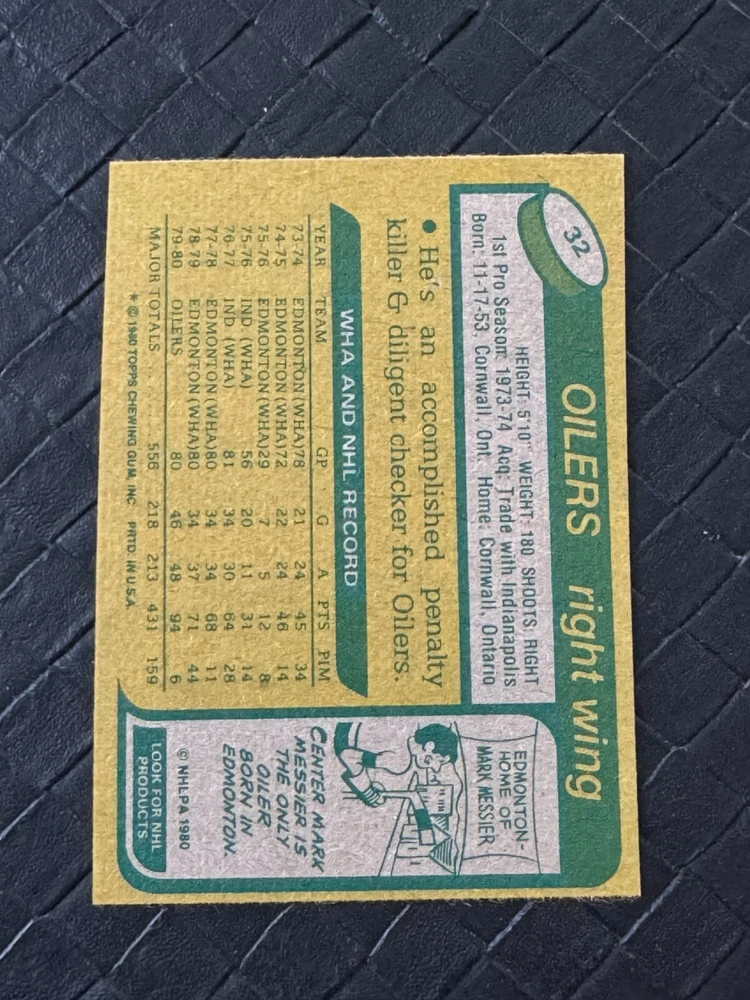 32
OILERS right wing
HEIGHT: 5'10" WEIGHT: 180 SHOOTS: RIGHT
1st Pro Season: 1973-74 Acq: Trade with Indianapolis
Born: 11-17-53, Cornwall, Ont. Home: Cornwall, Ontario
• He's an accomplished penalty
killer & diligent checker for Oilers.
WHA AND NHL RECORD
YEAR TEAM GP G A PTS PIM
73-74 EDMONTON (WHA) 78 21 24 45 34
74-75 EDMONTON (WHA) 72 22 24 46 14
75-76 EDMONTON (WHA) 29 7 5 12 8
75-76 IND (WHA) 56 20 11 31 14
76-77 IND (WHA) 81 34 30 64 28
77-78 EDMONTON (WHA) 80 34 34 68 11
78-79 EDMONTON (WHA) 80 34 37 71 44
79-80 OILERS 80 46 48 94 6
MAJOR TOTALS 556 218 213 431 159
* © 1980 TOPPS CHEWING GUM, INC. PRTD. IN U.S.A.
EDMONTON-
HOME OF
MARK MESSIER
CENTER MARK
MESSIER IS
THE ONLY
OILER
BORN IN
EDMONTON.
© NHLPA 1980
LOOK FOR NHL
PRODUCTS